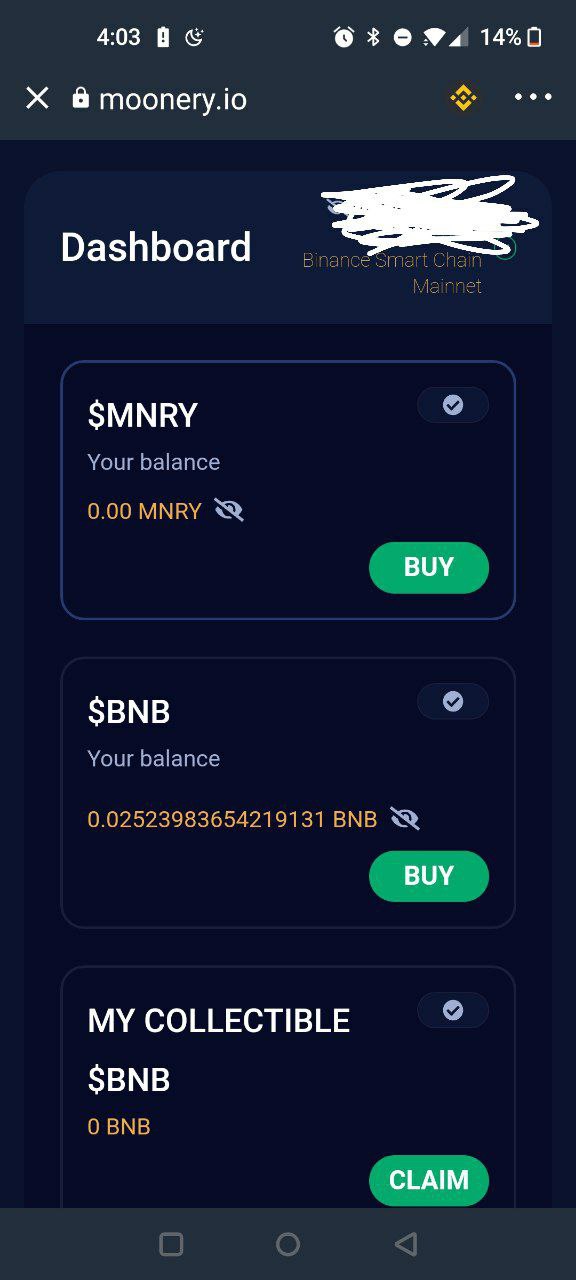 4:03
14%
moonery.io
Dashboard
Binance Smart Chain
Mainnet
$MNRY
Your balance
0.00 MNRY
BUY
$BNB
Your balance
0.02523983654219131 BNB
BUY
MY COLLECTIBLE
$BNB
0 BNB
CLAIM